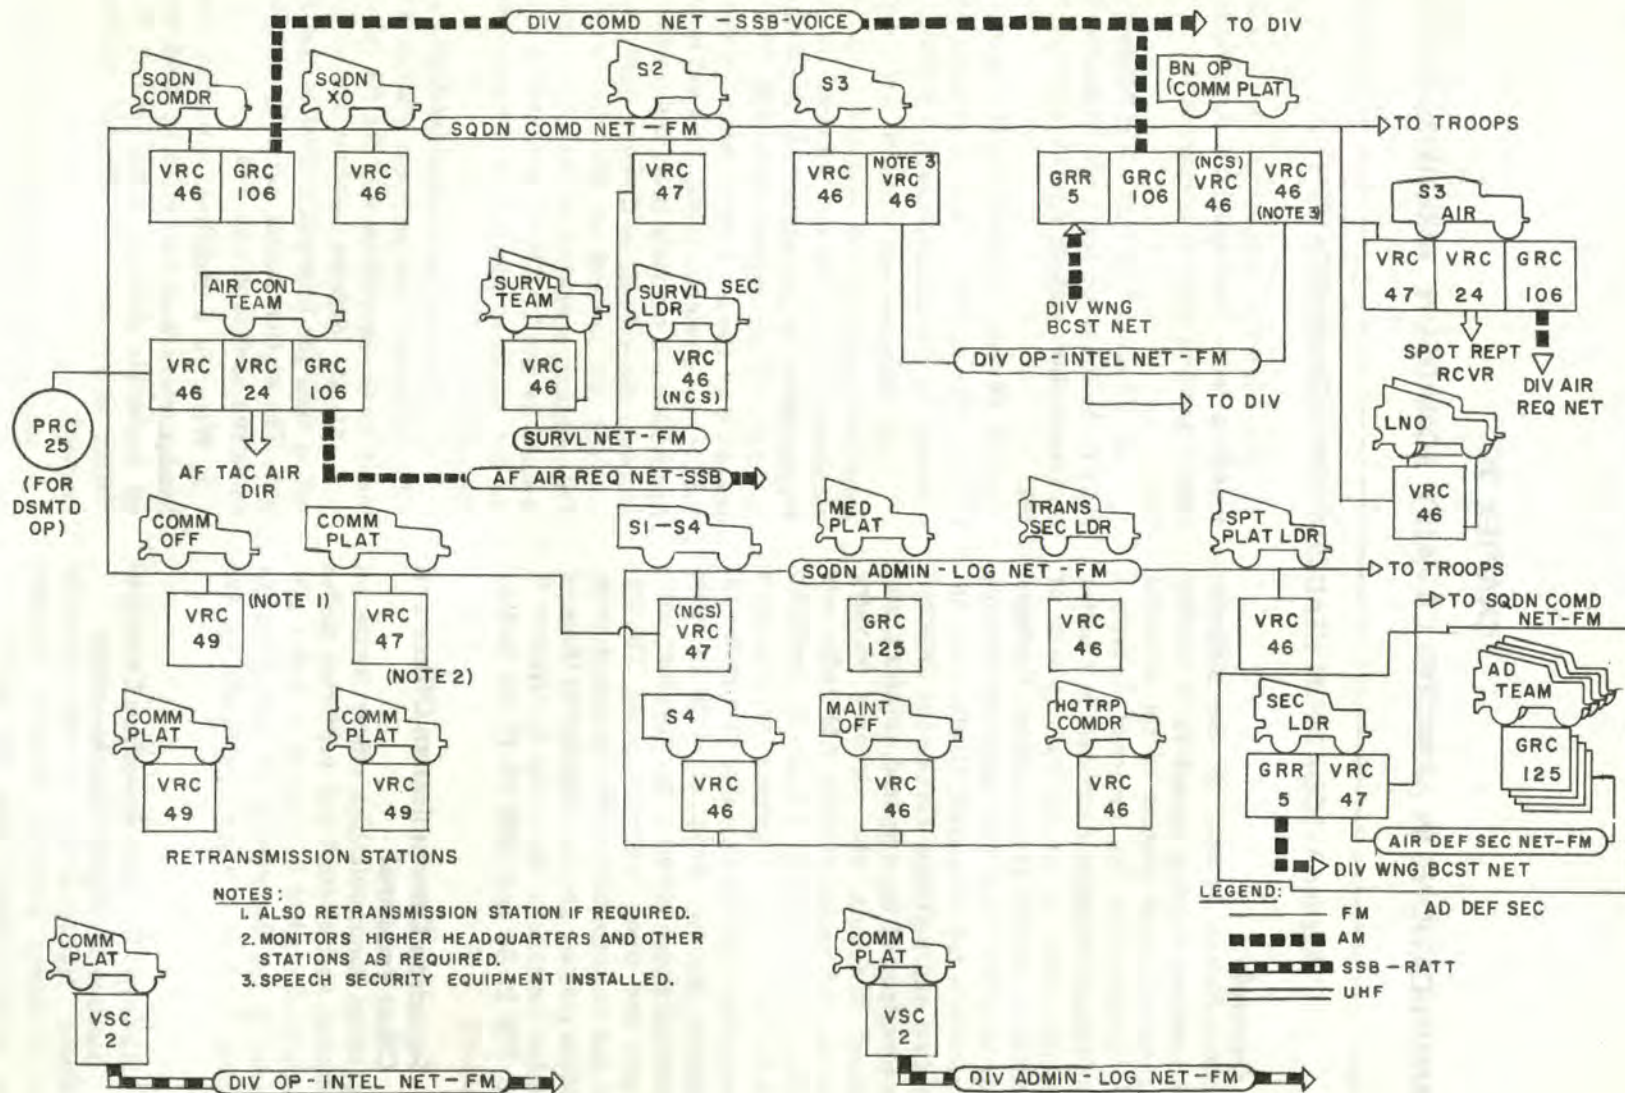 DIV COMD NET-SSB-VOICE
TO DIV
SQDN
COMDR
SQDN
XO
S2
S3
BN OP
(COMM PLAT)
SQDN COMD NET-FM
TO TROOPS
VRC
46
GRC
106
VRC
46
VRC
47
VRC
46
NOTE 3
VRC
46
GRR
5
GRC
106
(NCS)
VRC
46
VRC
46
(NOTE 3)
S3
AIR
VRC
47
VRC
24
GRC
106
AIR CON
TEAM
SURVL
TEAM
SURVL SEC
LDR
DIV WNG
BCST NET
SPOT REPT
RCVR
DIV AIR
REQ NET
VRC
46
VRC
24
GRC
106
VRC
46
VRC
46
(NCS)
DIV OP-INTEL NET-FM
TO DIV
PRC
25
(FOR
DSMTD
OP)
SURVL NET-FM
LNO
VRC
46
AF TAC AIR
DIR
AF AIR REQ NET-SSB
COMM
OFF
COMM
PLAT
S1-S4
MED
PLAT
TRANS
SEC LDR
SPT
PLAT LDR
SQDN ADMIN-LOG NET-FM
TO TROOPS
VRC
49
(NOTE 1)
VRC
47
(NOTE 2)
(NCS)
VRC
47
GRC
125
VRC
46
VRC
46
TO SQDN COMD
NET-FM
COMM
PLAT
COMM
PLAT
S4
MAINT
OFF
HQ TRP
COMDR
SEC
LDR
AD
TEAM
VRC
49
VRC
49
VRC
46
VRC
46
VRC
46
GRR
5
VRC
47
GRC
125
RETRANSMISSION STATIONS
AIR DEF SEC NET-FM
DIV WNG BCST NET
AD DEF SEC
NOTES:
1. ALSO RETRANSMISSION STATION IF REQUIRED.
2. MONITORS HIGHER HEADQUARTERS AND OTHER
STATIONS AS REQUIRED.
3. SPEECH SECURITY EQUIPMENT INSTALLED.
LEGEND:
FM
AM
SSB-RATT
UHF
COMM
PLAT
VSC
2
DIV OP-INTEL NET-FM
COMM
PLAT
VSC
2
DIV ADMIN-LOG NET-FM